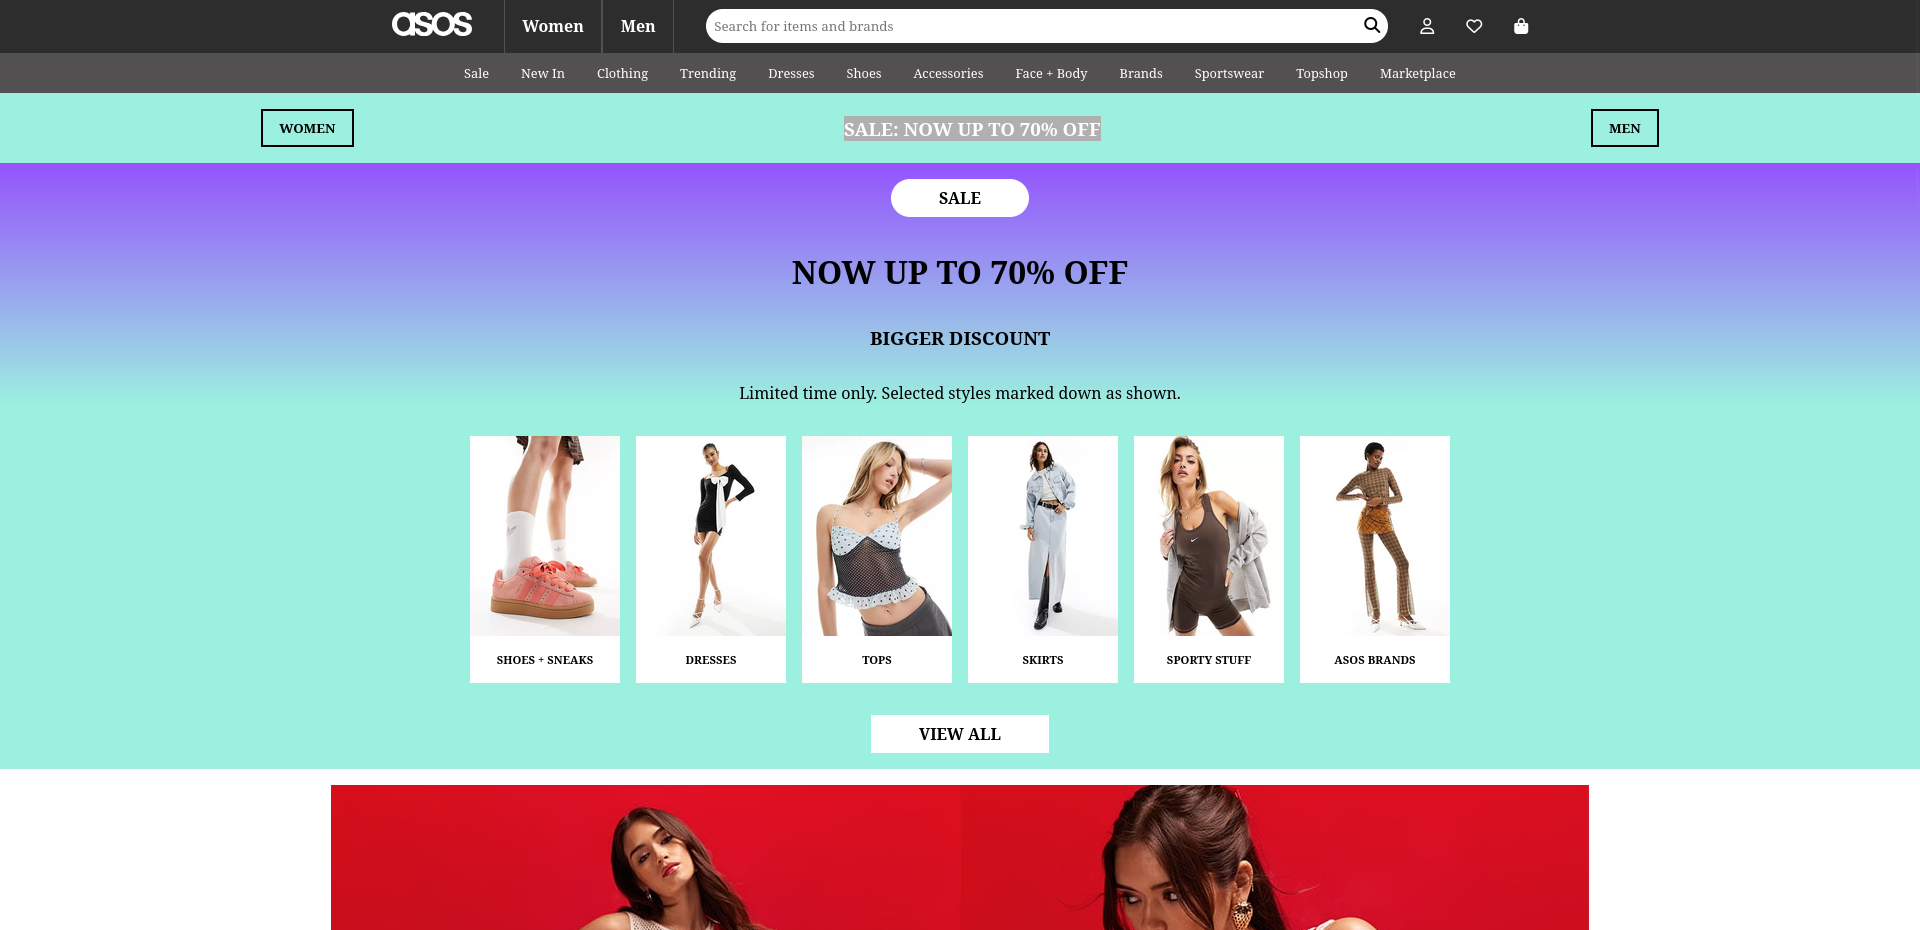 asos
Women
Men
Search for items and brands
Sale
New In
Clothing
Trending
Dresses
Shoes
Accessories
Face + Body
Brands
Sportswear
Topshop
Marketplace
WOMEN
SALE: NOW UP TO 70% OFF
MEN
SALE
NOW UP TO 70% OFF
BIGGER DISCOUNT
Limited time only. Selected styles marked down as shown.
SHOES + SNEAKS
DRESSES
TOPS
SKIRTS
SPORTY STUFF
ASOS BRANDS
VIEW ALL